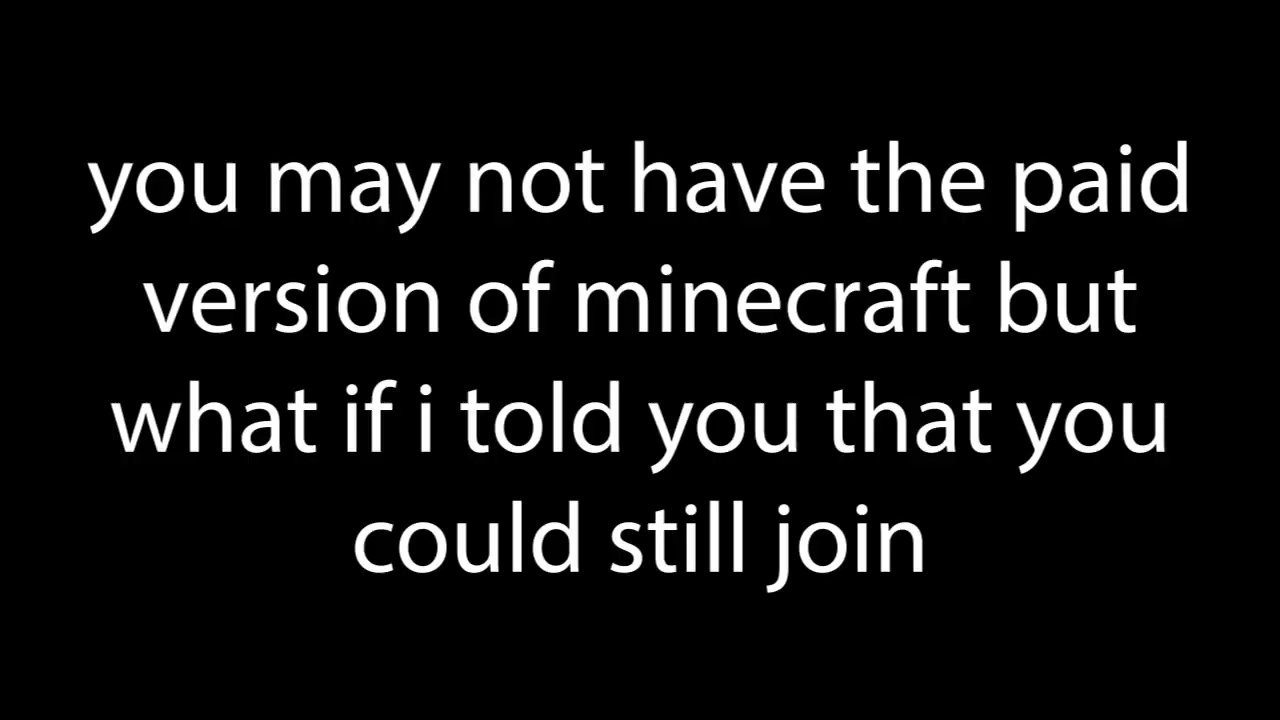 you may not have the paid
version of minecraft but
what if i told you that you
could still join